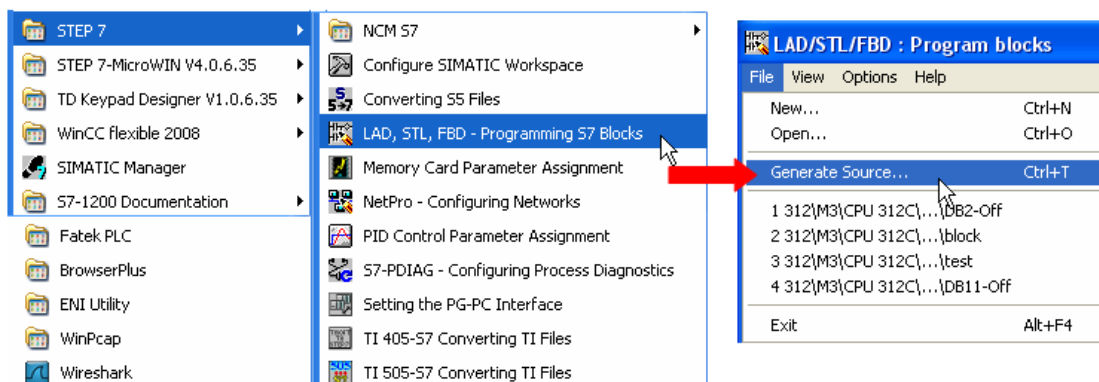 STEP 7
STEP 7-MicroWIN V4.0.6.35
TD Keypad Designer V1.0.6.35
WinCC flexible 2008
SIMATIC Manager
S7-1200 Documentation
Fatek PLC
BrowserPlus
ENI Utility
WinPcap
Wireshark
NCM S7
Configure SIMATIC Workspace
Converting S5 Files
LAD, STL, FBD - Programming S7 Blocks
Memory Card Parameter Assignment
NetPro - Configuring Networks
PID Control Parameter Assignment
S7-PDIAG - Configuring Process Diagnostics
Setting the PG-PC Interface
TI 405-S7 Converting TI Files
TI 505-S7 Converting TI Files
LAD/STL/FBD : Program blocks
File View Options Help
New... Ctrl+N
Open... Ctrl+O
Generate Source... Ctrl+T
1 312\M3\CPU 312C\...\DB2-Off
2 312\M3\CPU 312C\...\block
3 312\M3\CPU 312C\...\test
4 312\M3\CPU 312C\...\DB11-Off
Exit Alt+F4